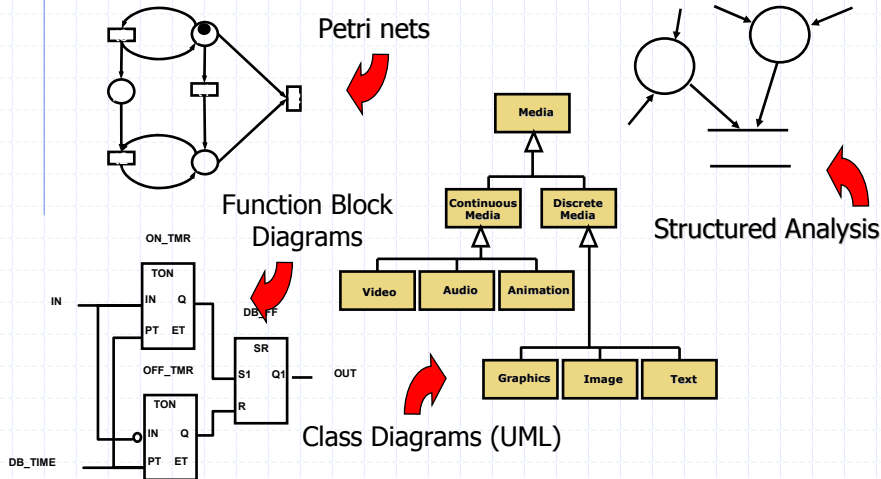 Petri nets
Media
Continuous
Media
Discrete
Media
Structured Analysis
Video
Audio
Animation
Graphics
Image
Text
Class Diagrams (UML)
Function Block
Diagrams
ON_TMR
TON
IN
IN
Q
PT
ET
DB_FF
SR
S1
Q1
OUT
R
OFF_TMR
TON
IN
Q
DB_TIME
PT
ET